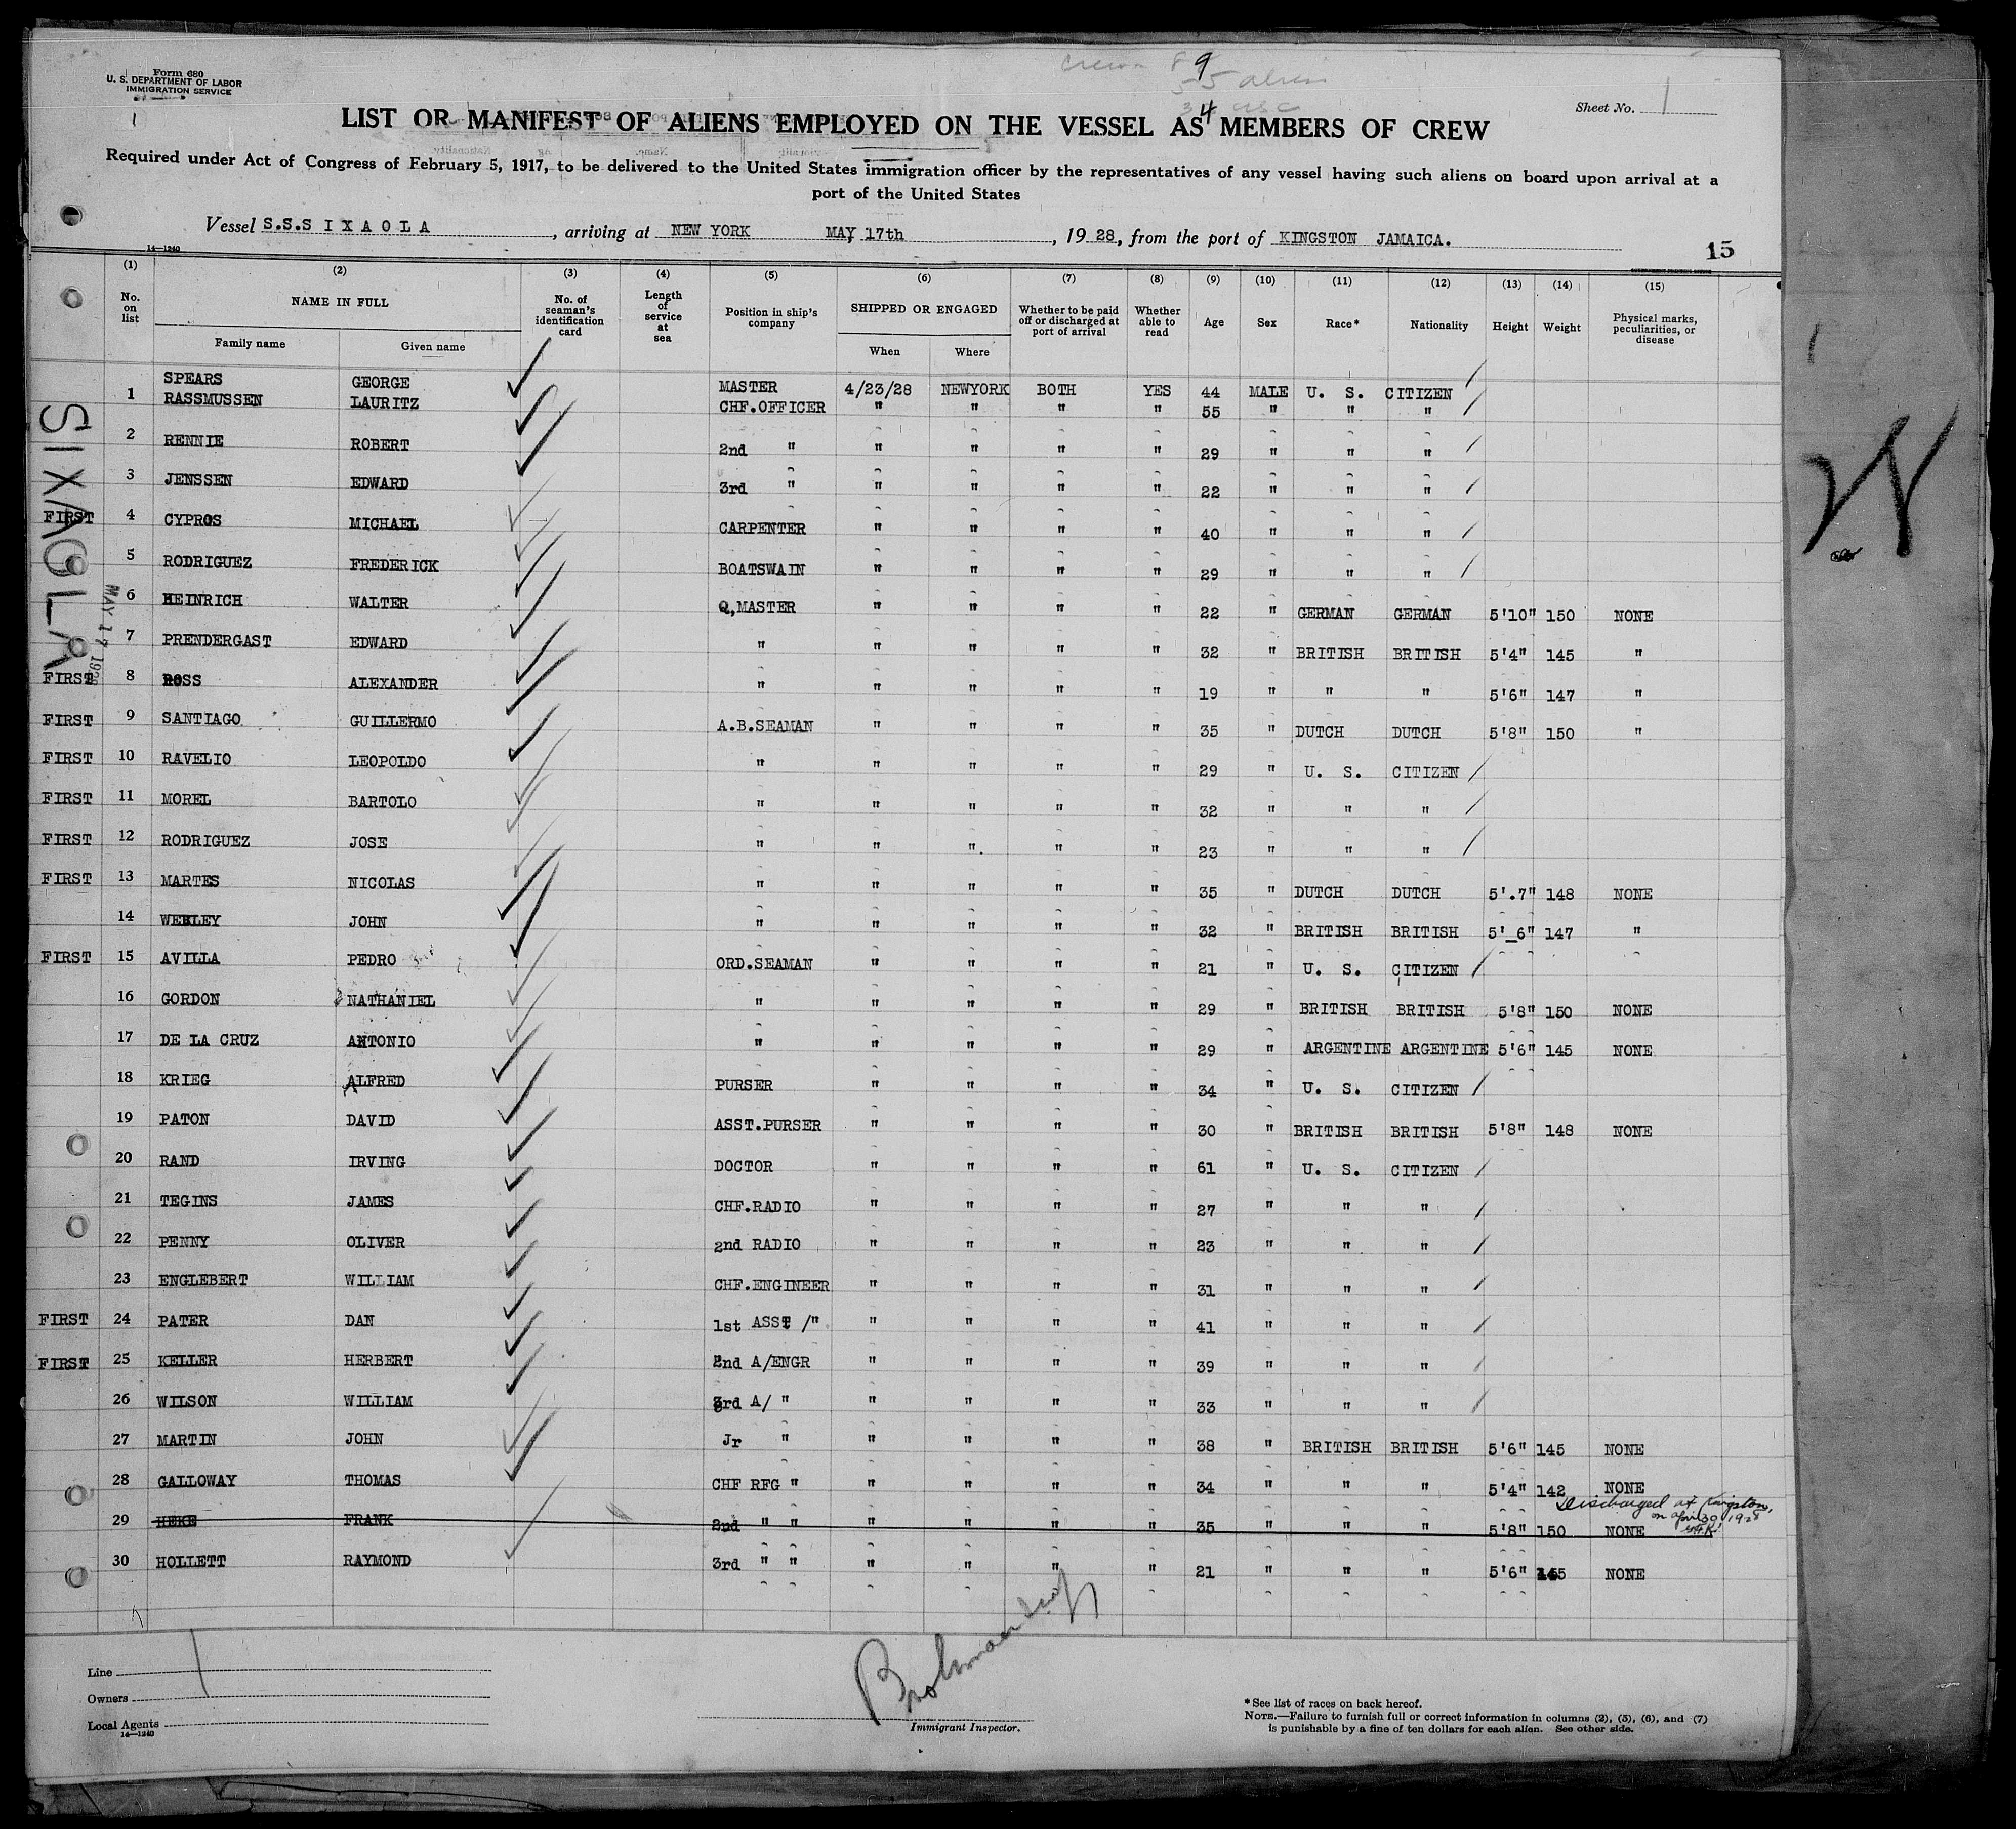 Form 680
U. S. DEPARTMENT OF LABOR
IMMIGRATION SERVICE
Sheet No. 1
LIST OR MANIFEST OF ALIENS EMPLOYED ON THE VESSEL AS MEMBERS OF CREW
Required under Act of Congress of February 5, 1917, to be delivered to the United States immigration officer by the representatives of any vessel having such aliens on board upon arrival at a
port of the United States
Vessel S.S.SIXAOLA, arriving at NEW YORK MAY 17th, 1928, from the port of KINGSTON JAMAICA.
14—1240
15
(1) (2) (3) (4) (5) (6) (7) (8) (9) (10) (11) (12) (13) (14) (15)
No. on list NAME IN FULL No. of seaman's identification card Length of service at sea Position in ship's company SHIPPED OR ENGAGED Whether to be paid off or discharged at port of arrival Whether able to read Age Sex Race* Nationality Height Weight Physical marks, peculiarities, or disease
Family name Given name When Where
SPEARS GEORGE MASTER 4/23/28 NEWYORK BOTH YES 44 MALE U. S. CITIZEN
1 RASSMUSSEN LAURITZ CHF.OFFICER " " " " 55 " " "
2 RENNIE ROBERT 2nd " " " " " 29 " " "
3 JENSSEN EDWARD 3rd " " " " " 22 " " "
FIRST 4 CYPROS MICHAEL CARPENTER " " " " 40 " " "
5 RODRIGUEZ FREDERICK BOATSWAIN " " " " 29 " " "
6 HEINRICH WALTER Q,MASTER " " " " 22 " GERMAN GERMAN 5'10" 150 NONE
7 PRENDERGAST EDWARD " " " " " 32 " BRITISH BRITISH 5'4" 145 "
FIRST 8 ROSS ALEXANDER " " " " " 19 " " " 5'6" 147 "
FIRST 9 SANTIAGO GUILLERMO A.B.SEAMAN " " " " 35 " DUTCH DUTCH 5'8" 150 "
FIRST 10 RAVELIO LEOPOLDO " " " " " 29 " U. S. CITIZEN
FIRST 11 MOREL BARTOLO " " " " " 32 " " "
FIRST 12 RODRIGUEZ JOSE " " ". " " 23 " " "
FIRST 13 MARTES NICOLAS " " " " " 35 " DUTCH DUTCH 5'.7" 148 NONE
14 WEELEY JOHN " " " " " 32 " BRITISH BRITISH 5'_6" 147 "
FIRST 15 AVILLA PEDRO ORD.SEAMAN " " " " 21 " U. S. CITIZEN
16 GORDON NATHANIEL " " " " " 29 " BRITISH BRITISH 5'8" 150 NONE
17 DE LA CRUZ ANTONIO " " " " " 29 " ARGENTINE ARGENTINE 5'6" 145 NONE
18 KRIEG ALFRED PURSER " " " " 34 " U. S. CITIZEN
19 PATON DAVID ASST.PURSER " " " " 30 " BRITISH BRITISH 5'8" 148 NONE
20 RAND IRVING DOCTOR " " " " 61 " U. S. CITIZEN
21 TEGINS JAMES CHF.RADIO " " " " 27 " " "
22 PENNY OLIVER 2nd RADIO " " " " 23 " " "
23 ENGLEBERT WILLIAM CHF.ENGINEER " " " " 31 " " "
FIRST 24 PATER DAN 1st ASST /" " " " " 41 " " "
FIRST 25 KELLER HERBERT 2nd A/ENGR " " " " 39 " " "
26 WILSON WILLIAM 3rd A/ " " " " " 33 " " "
27 MARTIN JOHN Jr " " " " " 38 " BRITISH BRITISH 5'6" 145 NONE
28 GALLOWAY THOMAS CHF RFG " " " " " 34 " " " 5'4" 142 NONE
Discharged at Kingston,
on april 30 1928
29 HEKE FRANK 2nd " " " " " " 35 " " " 5'8" 150 NONE
30 HOLLETT RAYMOND 3rd " " " " " " 21 " " " 5'6" 145 NONE
SIXAOLA
MAY 17 1928
Line
Owners
Local Agents
14—1240
Immigrant Inspector.
*See list of races on back hereof.
NOTE.—Failure to furnish full or correct information in columns (2), (5), (6), and (7)
is punishable by a fine of ten dollars for each alien. See other side.